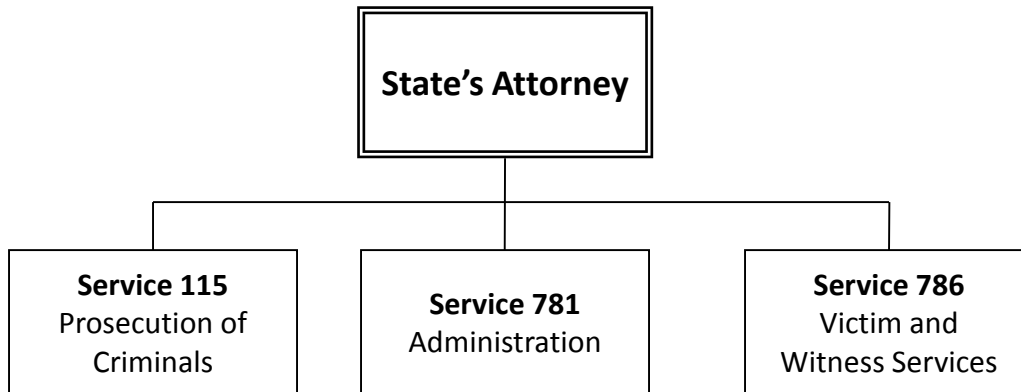 State’s Attorney
Service 115
Prosecution of
Criminals
Service 781
Administration
Service 786
Victim and
Witness Services